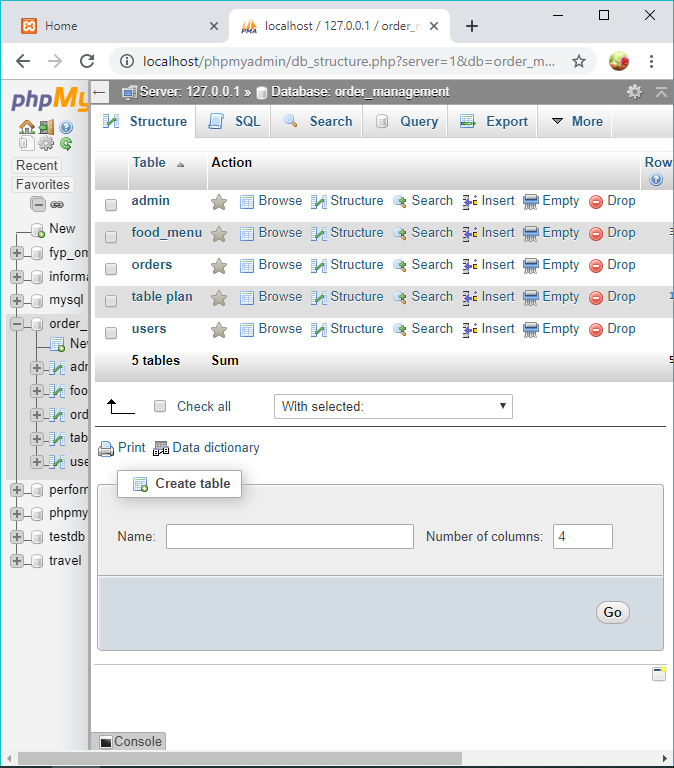 Home
localhost / 127.0.0.1 / order_m
localhost/phpmyadmin/db_structure.php?server=1&db=order_m...
phpMy
Server: 127.0.0.1 » Database: order_management
Structure SQL Search Query Export More
Recent
Favorites
New
fyp_om
informa
mysql
order_
New
adm
foo
ord
tab
use
perform
phpmy
testdb
travel
Table Action Row
admin Browse Structure Search Insert Empty Drop
food_menu Browse Structure Search Insert Empty Drop
orders Browse Structure Search Insert Empty Drop
table plan Browse Structure Search Insert Empty Drop
users Browse Structure Search Insert Empty Drop
5 tables Sum
Check all With selected:
Print Data dictionary
Create table
Name: Number of columns: 4
Go
Console